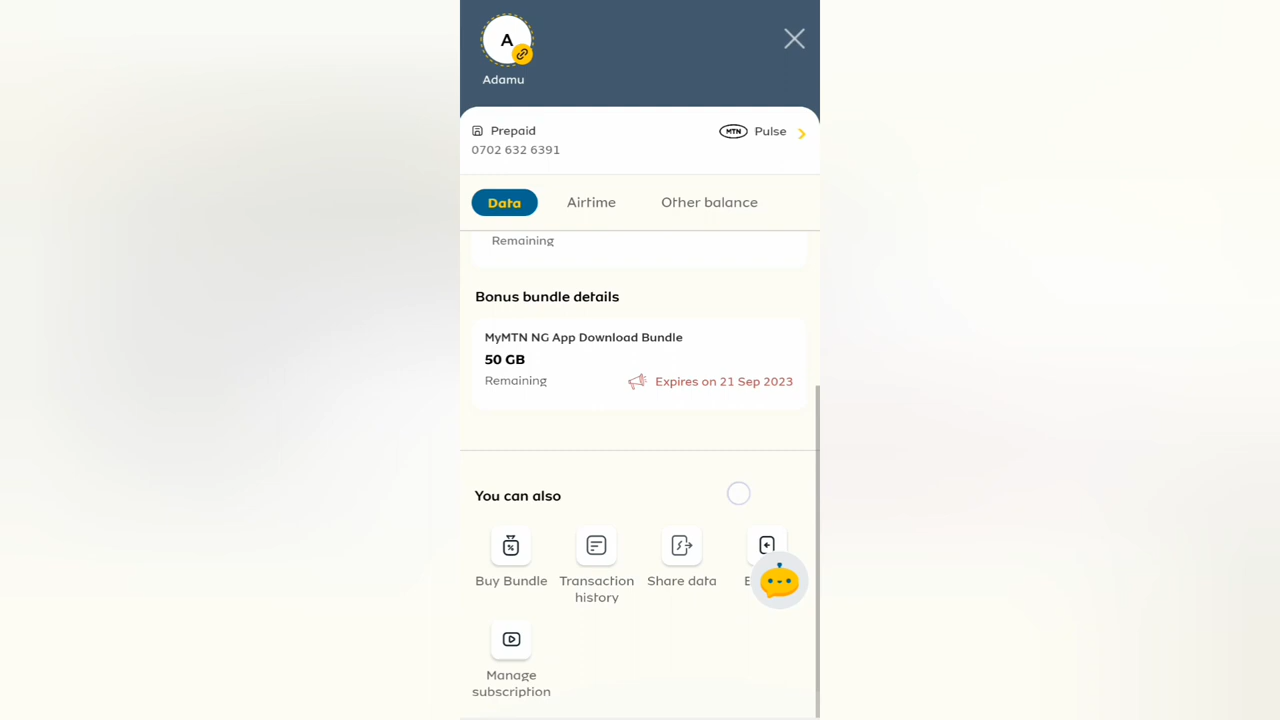 A
Adamu
Prepaid
MTN Pulse
0702 632 6391
Data Airtime Other balance
Remaining
Bonus bundle details
MyMTN NG App Download Bundle
50 GB
Remaining Expires on 21 Sep 2023
You can also
Buy Bundle
Transaction history
Share data
Manage subscription